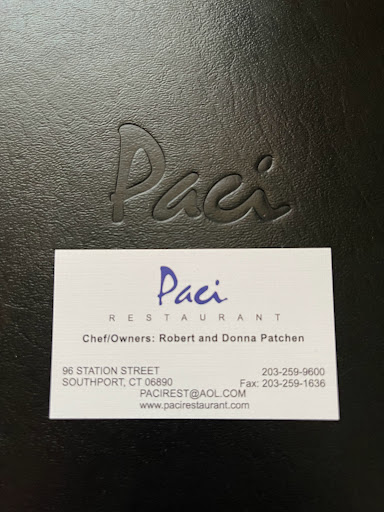 Paci
Paci
RESTAURANT
Chef/Owners: Robert and Donna Patchen
96 STATION STREET 203-259-9600
SOUTHPORT, CT 06890 Fax: 203-259-1636
PACIREST@AOL.COM
www.pacirestaurant.com